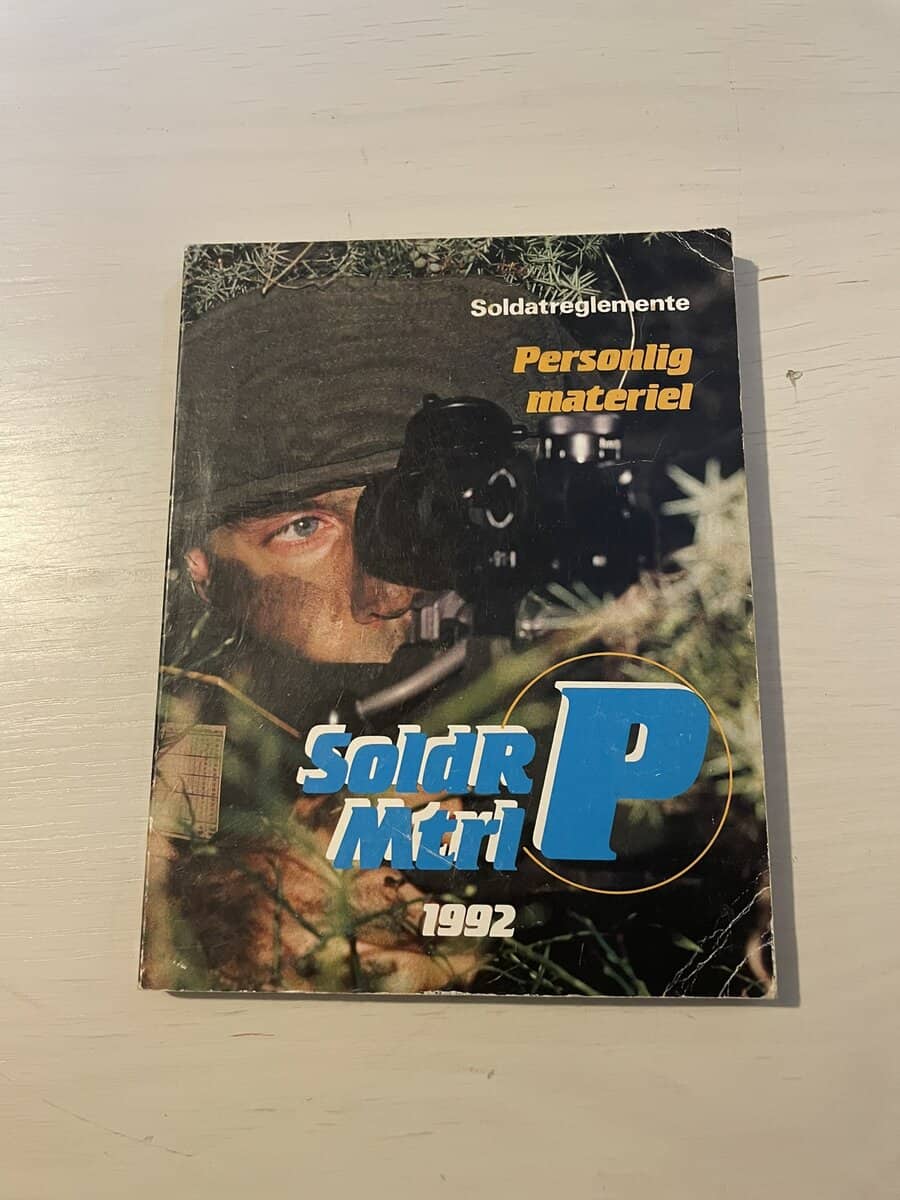 Soldatreglemente
Personlig
materiel
SoldR
Mtrl
P
1992